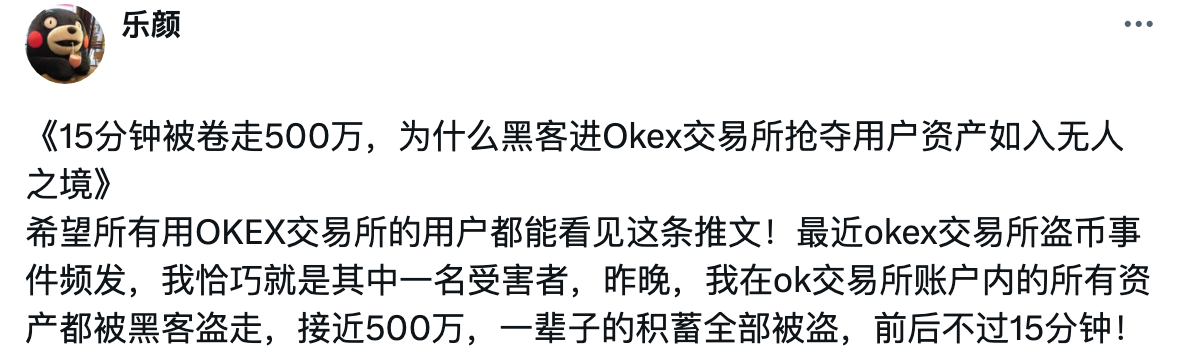 乐颜
《15分钟被卷走500万，为什么黑客进Okex交易所抢夺用户资产如入无人
之境》
希望所有用OKEX交易所的用户都能看见这条推文！最近okex交易所盗币事
件频发，我恰巧就是其中一名受害者，昨晚，我在ok交易所账户内的所有资
产都被黑客盗走，接近500万，一辈子的积蓄全部被盗，前后不过15分钟！